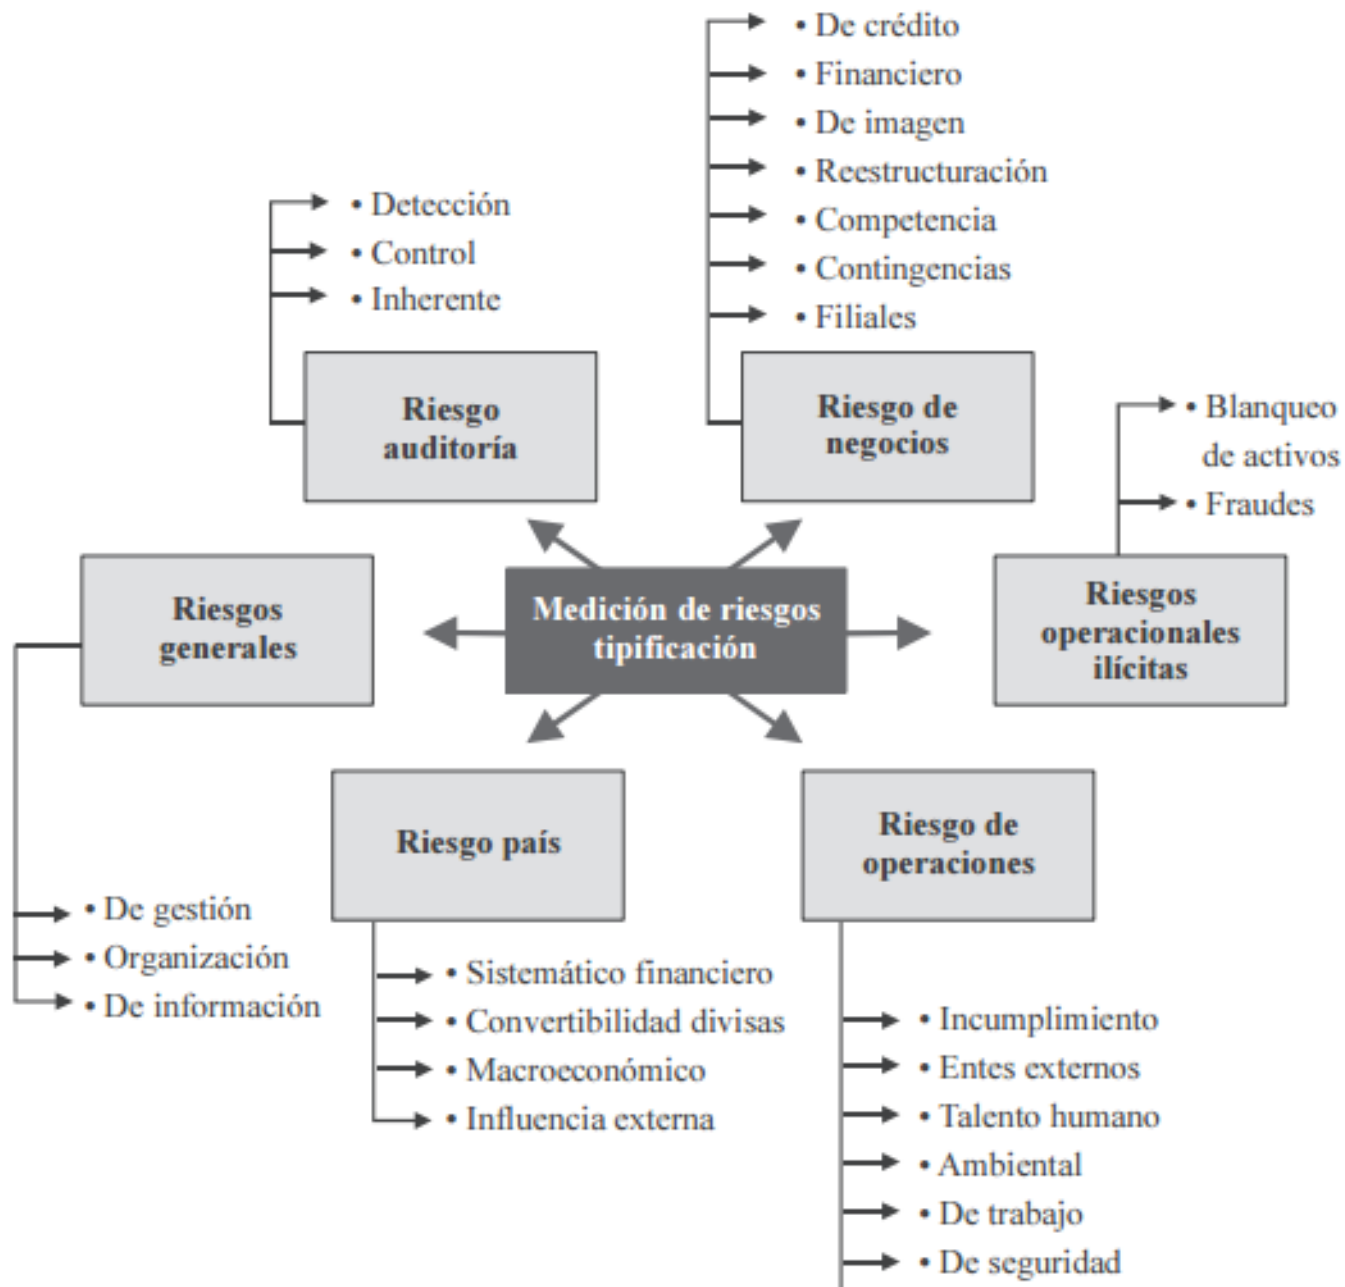 • De crédito
• Financiero
• De imagen
• Reestructuración
• Competencia
• Contingencias
• Filiales
• Detección
• Control
• Inherente
Riesgo
auditoría
Riesgo de
negocios
• Blanqueo
de activos
• Fraudes
Riesgos
generales
Medición de riesgos
tipificación
Riesgos
operacionales
ilícitas
Riesgo país
Riesgo de
operaciones
• De gestión
• Organización
• De información
• Sistemático financiero
• Convertibilidad divisas
• Macroeconómico
• Influencia externa
• Incumplimiento
• Entes externos
• Talento humano
• Ambiental
• De trabajo
• De seguridad